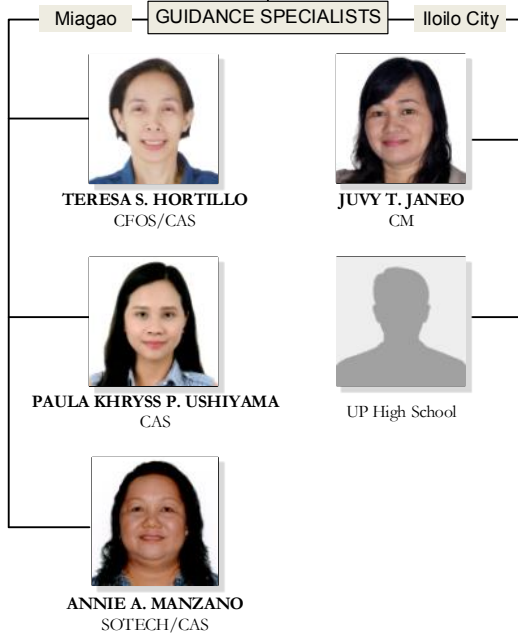 Miagao
GUIDANCE SPECIALISTS
Iloilo City
TERESA S. HORTILLO
CFOS/CAS
JUVY T. JANEO
CM
PAULA KHRYSS P. USHIYAMA
CAS
UP High School
ANNIE A. MANZANO
SOTECH/CAS